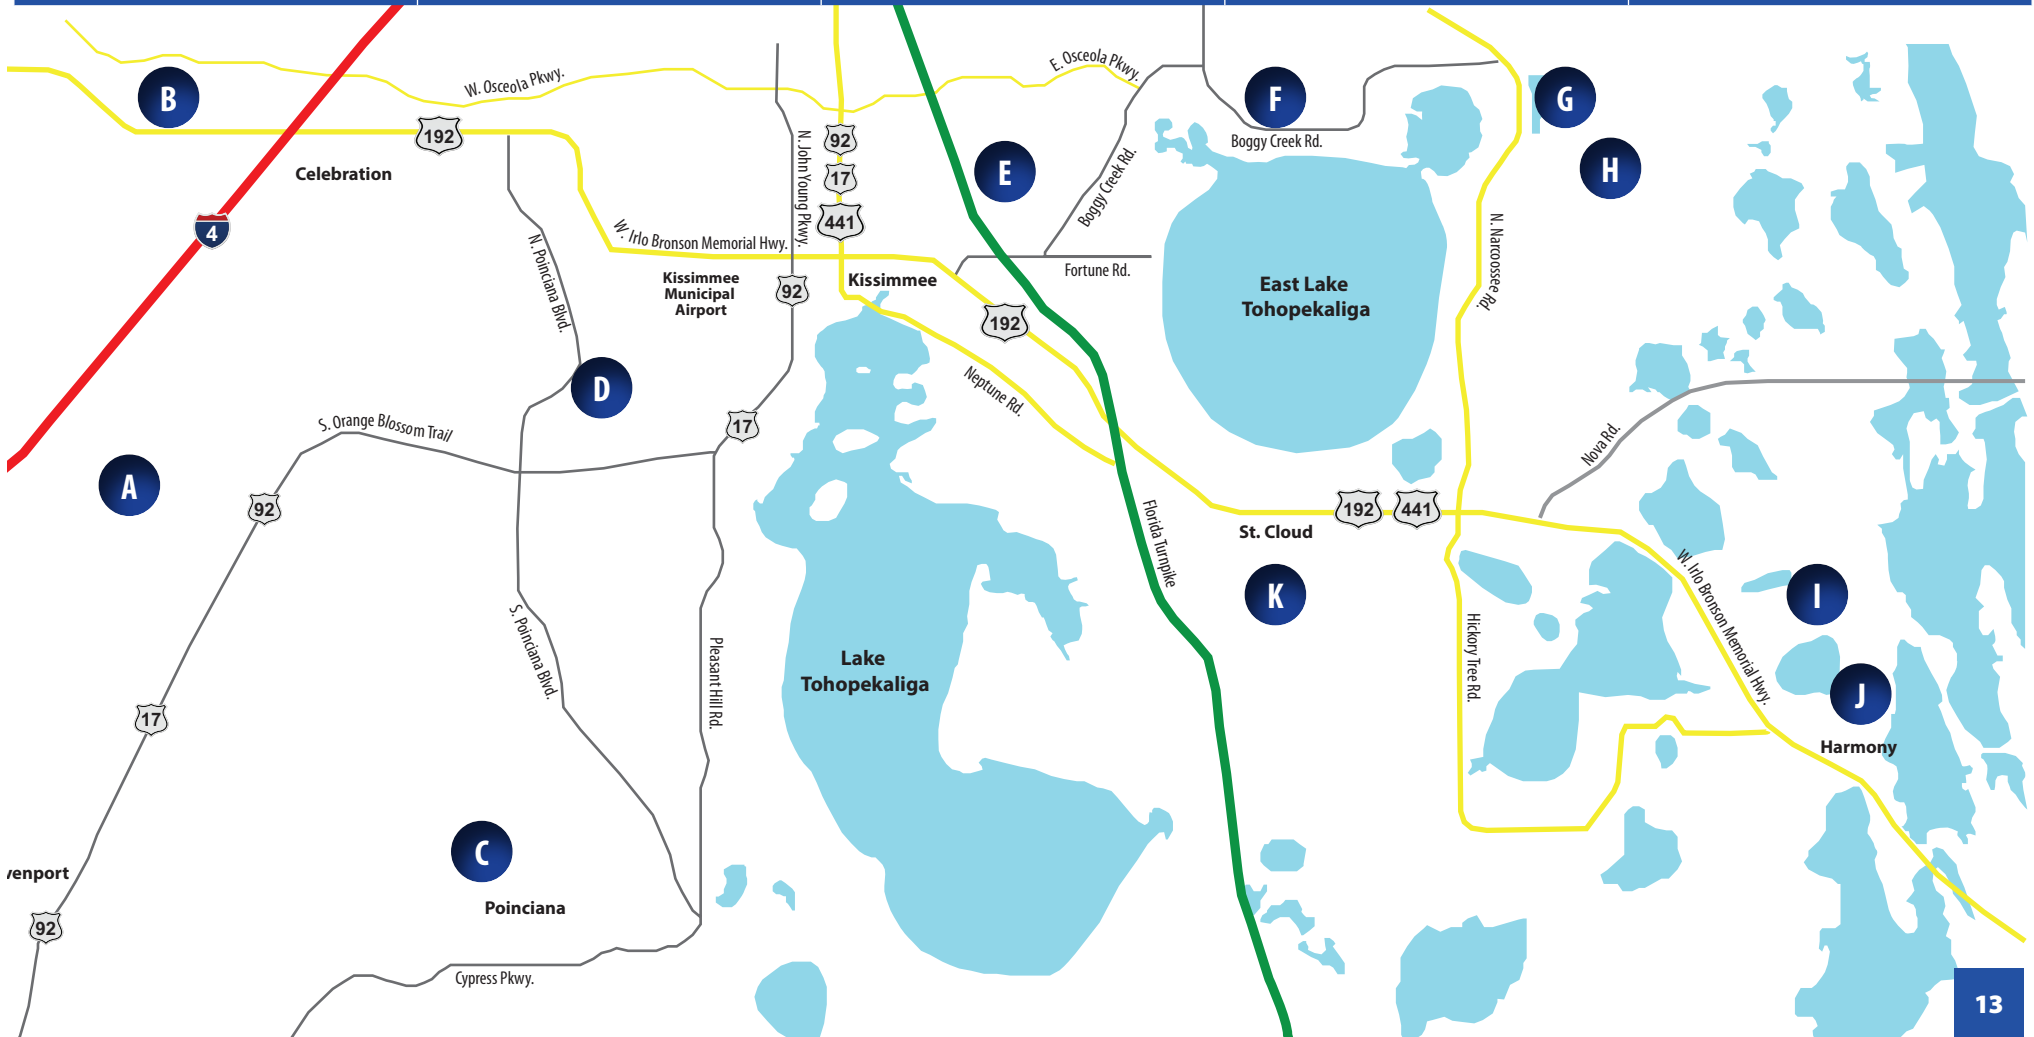 W. Osceola Pkwy.
E. Osceola Pkwy.
B
F
G
192
92
Boggy Creek Rd.
Celebration
N. John Young Pkwy.
17
E
Boggy Creek Rd.
H
4
441
N. Poinciana Blvd.
W. Irlo Bronson Memorial Hwy.
N. Narcoossee Rd.
Fortune Rd.
Kissimmee
Municipal
Airport
92
Kissimmee
East Lake
Tohopekaliga
192
D
Neptune Rd.
S. Orange Blossom Trail
17
Nova Rd.
A
92
192
441
St. Cloud
Florida Turnpike
K
W. Irlo Bronson Memorial Hwy.
I
S. Poinciana Blvd.
Pleasant Hill Rd.
Lake
Tohopekaliga
Hickory Tree Rd.
J
17
Harmony
C
venport
Poinciana
92
Cypress Pkwy.
13